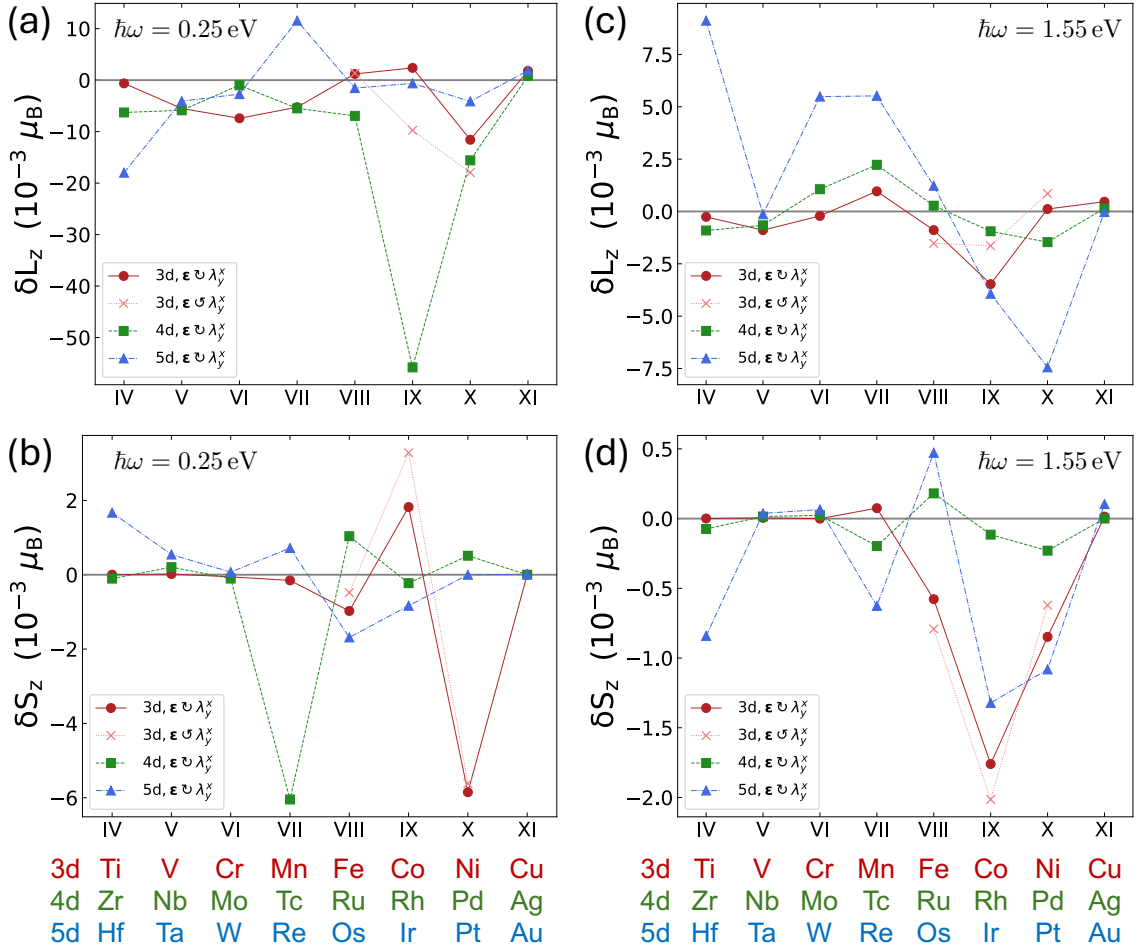 (a)
ħω = 0.25 eV
10
0
−10
−20
−30
−40
−50
δL_z (10^{−3} μ_B)
3d, ε ↻ λ_y^x
3d, ε ↺ λ_y^x
4d, ε ↻ λ_y^x
5d, ε ↻ λ_y^x
IV V VI VII VIII IX X XI
(c)
ħω = 1.55 eV
7.5
5.0
2.5
0.0
−2.5
−5.0
−7.5
δL_z (10^{−3} μ_B)
3d, ε ↻ λ_y^x
3d, ε ↺ λ_y^x
4d, ε ↻ λ_y^x
5d, ε ↻ λ_y^x
IV V VI VII VIII IX X XI
(b)
ħω = 0.25 eV
2
0
−2
−4
−6
δS_z (10^{−3} μ_B)
3d, ε ↻ λ_y^x
3d, ε ↺ λ_y^x
4d, ε ↻ λ_y^x
5d, ε ↻ λ_y^x
IV V VI VII VIII IX X XI
(d)
ħω = 1.55 eV
0.5
0.0
−0.5
−1.0
−1.5
−2.0
δS_z (10^{−3} μ_B)
3d, ε ↻ λ_y^x
3d, ε ↺ λ_y^x
4d, ε ↻ λ_y^x
5d, ε ↻ λ_y^x
IV V VI VII VIII IX X XI
3d Ti V Cr Mn Fe Co Ni Cu
4d Zr Nb Mo Tc Ru Rh Pd Ag
5d Hf Ta W Re Os Ir Pt Au
3d Ti V Cr Mn Fe Co Ni Cu
4d Zr Nb Mo Tc Ru Rh Pd Ag
5d Hf Ta W Re Os Ir Pt Au